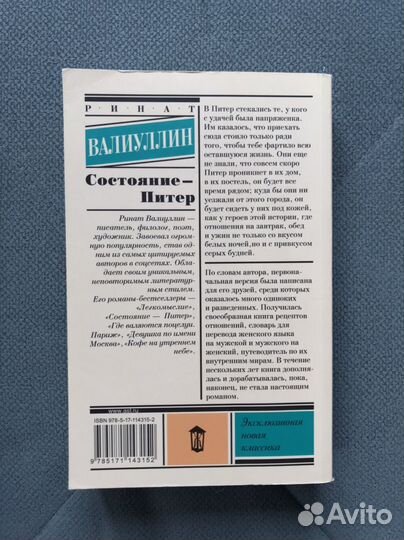 РИНАТ
ВАЛИУЛЛИН
Состояние —
Питер
Ринат Валиуллин —
писатель, филолог, поэт,
художник. Завоевал огром-
ную популярность, став од-
ним из самых цитируемых
авторов в соцсетях. Обла-
дает своим уникальным,
неповторимым литератур-
ным стилем.
Его романы-бестселлеры —
«Легкомыслие»,
«Состояние — Питер»,
«Где валяются поцелуи.
Париж», «Девушка по имени
Москва», «Кофе на утреннем
небе».
В Питер стекались те, у кого
с удачей была напряженка.
Им казалось, что приехать
сюда стоило только ради
того, чтобы тебе фартило всю
оставшуюся жизнь. Они еще
не знали, что совсем скоро
Питер проникнет в их дом,
в их постель, он будет все
время рядом; куда бы они ни
уезжали от этого города, он
будет сидеть у них под кожей,
как у героев этой истории, где
отношения на завтрак, обед
и ужин не только со вкусом
белых ночей, но и с привкусом
серых будней.
По словам автора, первона-
чальная версия была написана
для его друзей, среди которых
оказалось много одиноких
и разведенных. Получилась
своеобразная книга рецептов
отношений, словарь для
перевода женского языка
на мужской и мужского на
женский, путеводитель по их
внутренним мирам. В течение
нескольких лет книга дополня-
лась и дорабатывалась, пока,
наконец, не стала настоящим
романом.
www.ast.ru
ISBN 978-5-17-114315-2
9 785171 143152
Эксклюзивная
новая
классика
Avito